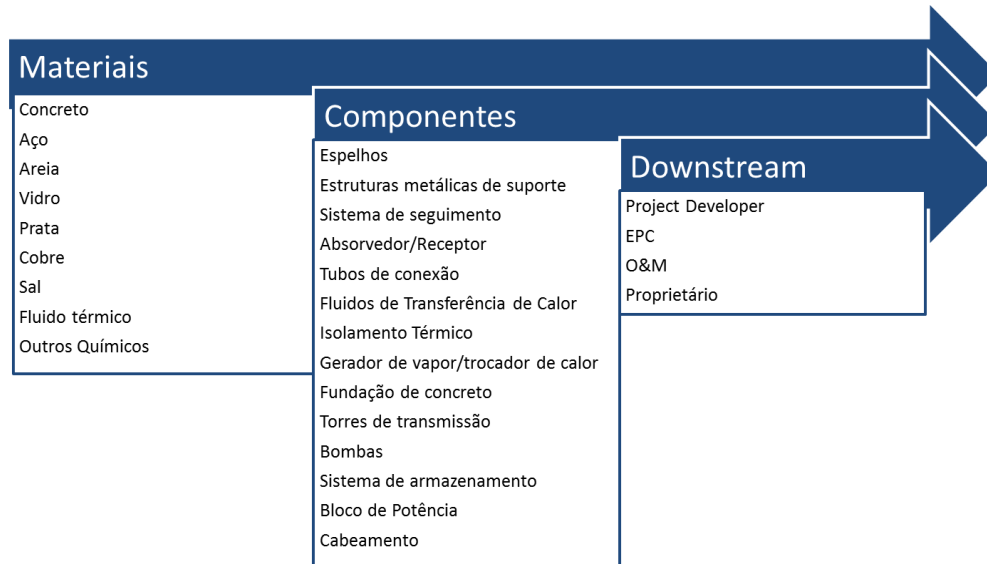 Materiais
Concreto
Aço
Areia
Vidro
Prata
Cobre
Sal
Fluido térmico
Outros Químicos
Componentes
Espelhos
Estruturas metálicas de suporte
Sistema de seguimento
Absorvedor/Receptor
Tubos de conexão
Fluidos de Transferência de Calor
Isolamento Térmico
Gerador de vapor/trocador de calor
Fundação de concreto
Torres de transmissão
Bombas
Sistema de armazenamento
Bloco de Potência
Cabeamento
Downstream
Project Developer
EPC
O&M
Proprietário